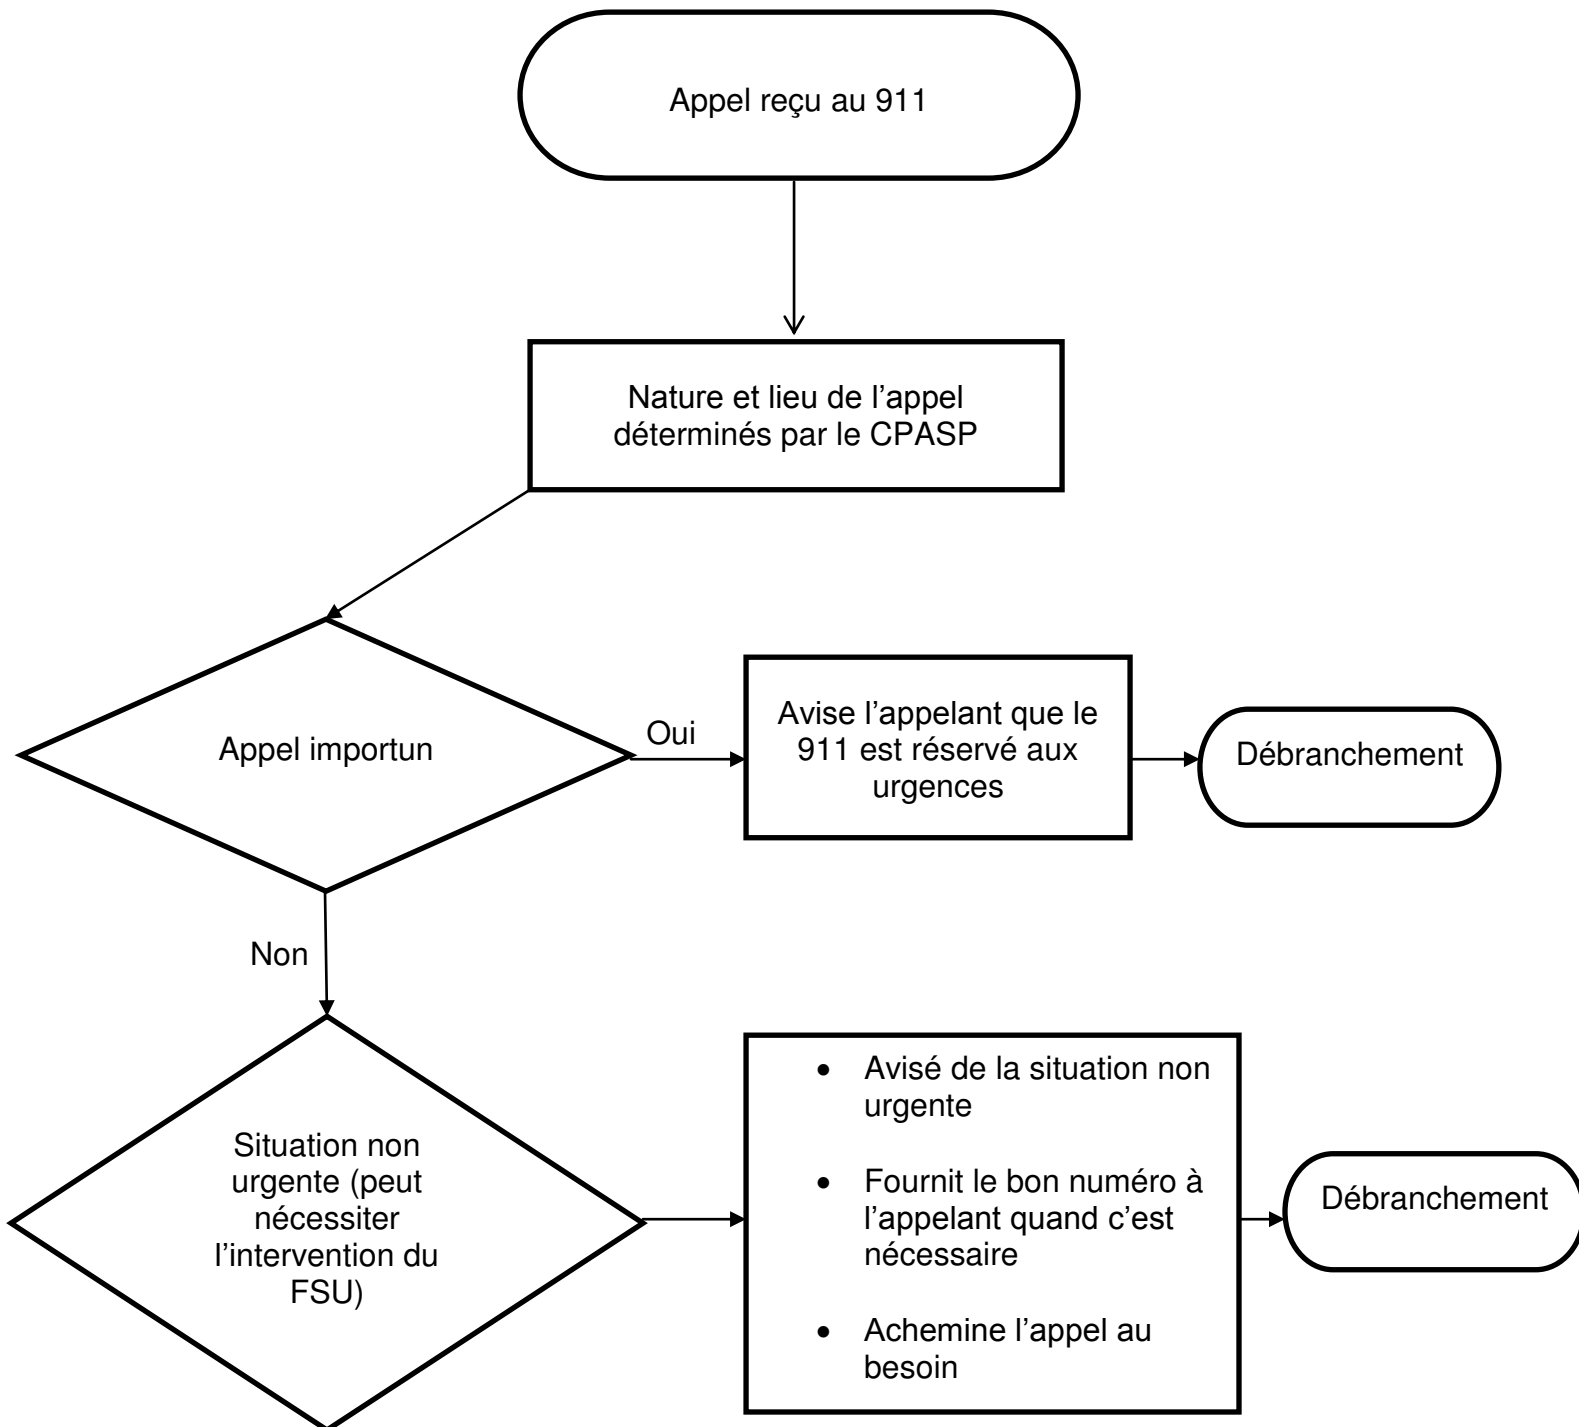 Appel reçu au 911
Nature et lieu de l’appel
déterminés par le CPASP
Appel importun
Oui
Avise l’appelant que le
911 est réservé aux
urgences
Débranchement
Non
Situation non
urgente (peut
nécessiter
l’intervention du
FSU)
• Avisé de la situation non
urgente
• Fournit le bon numéro à
l’appelant quand c’est
nécessaire
• Achemine l’appel au
besoin
Débranchement